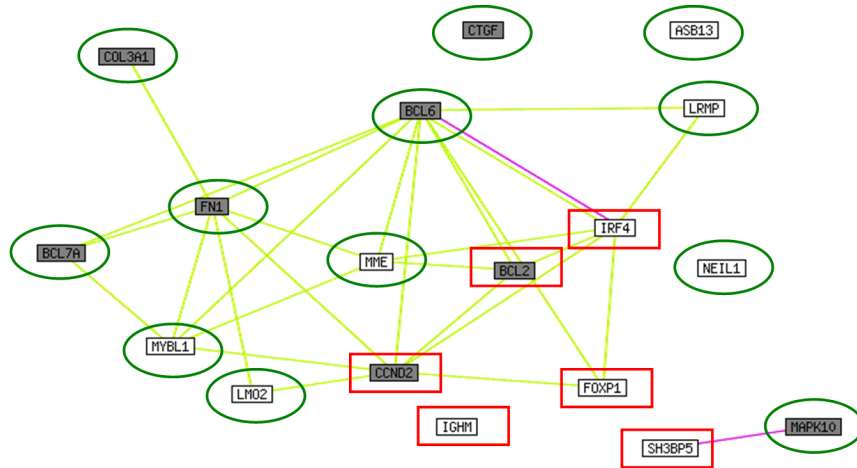 CTGF
ASB13
COL3A1
BCL6
LRMP
FN1
IRF4
BCL7A
MME
BCL2
NEIL1
MYBL1
CCND2
LMO2
FOXP1
IGHM
MAPK10
SH3BP5